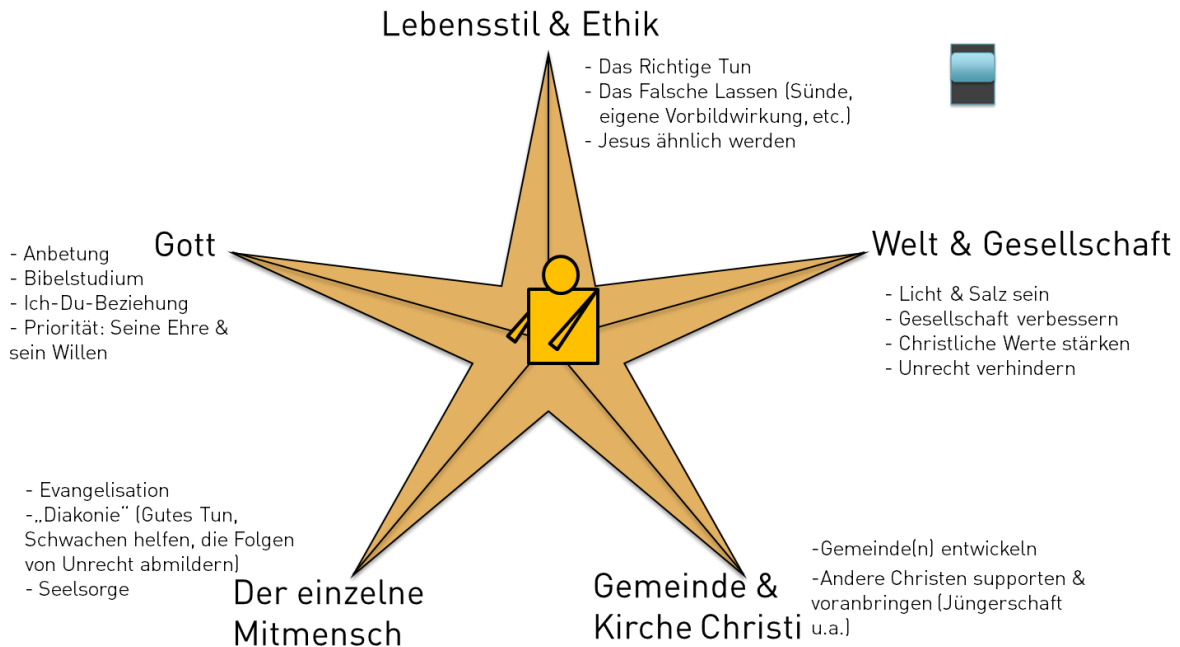 Lebensstil & Ethik
- Das Richtige Tun
- Das Falsche Lassen (Sünde,
eigene Vorbildwirkung, etc.)
- Jesus ähnlich werden
Gott
- Anbetung
- Bibelstudium
- Ich-Du-Beziehung
- Priorität: Seine Ehre &
sein Willen
Welt & Gesellschaft
- Licht & Salz sein
- Gesellschaft verbessern
- Christliche Werte stärken
- Unrecht verhindern
- Evangelisation
-„Diakonie“ (Gutes Tun,
Schwachen helfen, die Folgen
von Unrecht abmildern)
- Seelsorge
Der einzelne
Mitmensch
Gemeinde &
Kirche Christi
-Gemeinde(n) entwickeln
-Andere Christen supporten &
voranbringen (Jüngerschaft
u.a.)